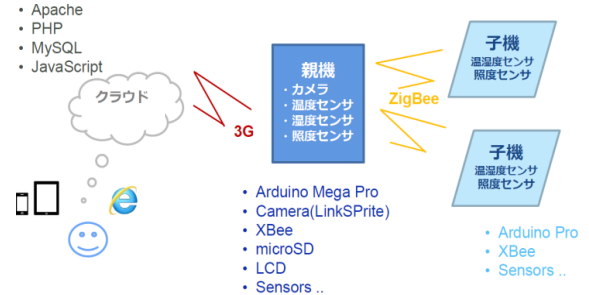 • Apache
• PHP
• MySQL
• JavaScript
クラウド
3G
親機
・カメラ
・温度センサ
・湿度センサ
・照度センサ
ZigBee
子機
温湿度センサ
照度センサ
子機
温湿度センサ
照度センサ
• Arduino Mega Pro
• Camera(LinkSPrite)
• XBee
• microSD
• LCD
• Sensors ..
• Arduino Pro
• XBee
• Sensors ..